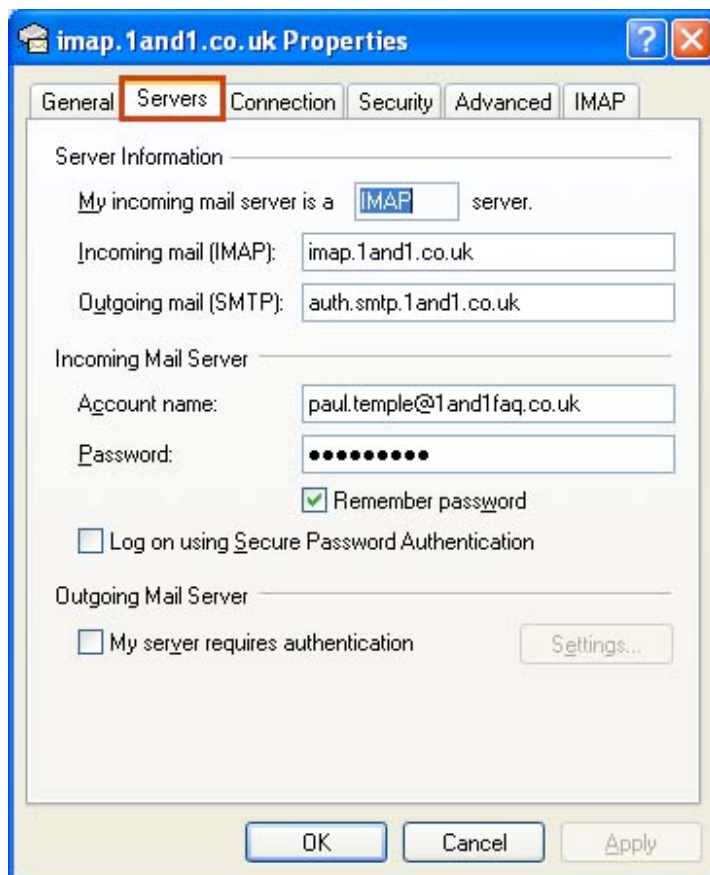 imap.1and1.co.uk Properties
General Servers Connection Security Advanced IMAP
Server Information
My incoming mail server is a IMAP server.
Incoming mail (IMAP): imap.1and1.co.uk
Outgoing mail (SMTP): auth.smtp.1and1.co.uk
Incoming Mail Server
Account name: paul.temple@1and1faq.co.uk
Password: ●●●●●●●●●
Remember password
Log on using Secure Password Authentication
Outgoing Mail Server
My server requires authentication Settings...
OK Cancel Apply